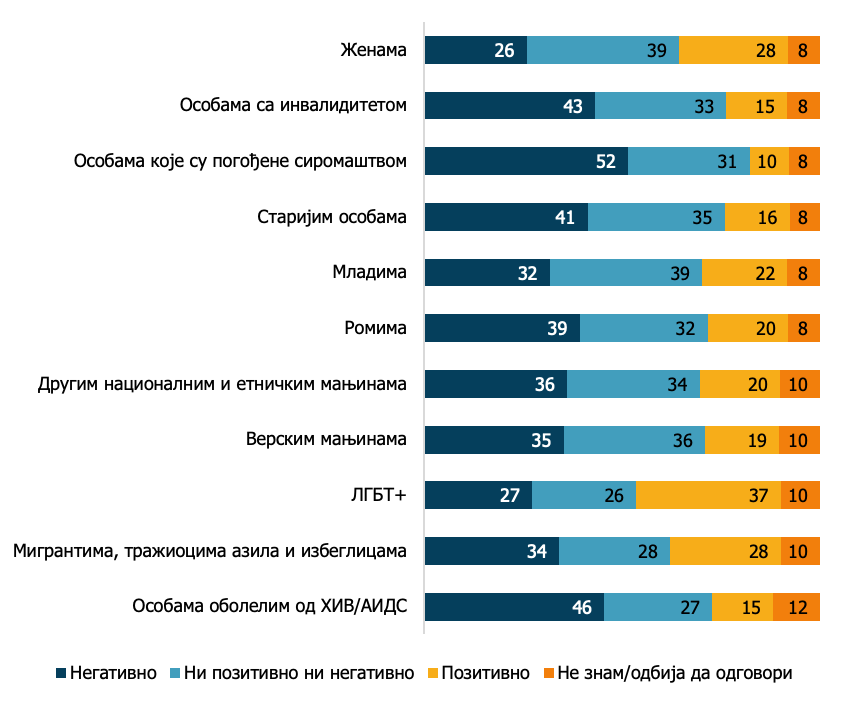 Женама 26 39 28 8
Особама са инвалидитетом 43 33 15 8
Особама које су погођене сиромаштвом 52 31 10 8
Старијим особама 41 35 16 8
Младима 32 39 22 8
Ромима 39 32 20 8
Другим националним и етничким мањинама 36 34 20 10
Верским мањинама 35 36 19 10
ЛГБТ+ 27 26 37 10
Мигрантима, тражиоцима азила и избеглицама 34 28 28 10
Особама оболелим од ХИВ/АИДС 46 27 15 12
Негативно Ни позитивно ни негативно Позитивно Не знам/одбија да одговори